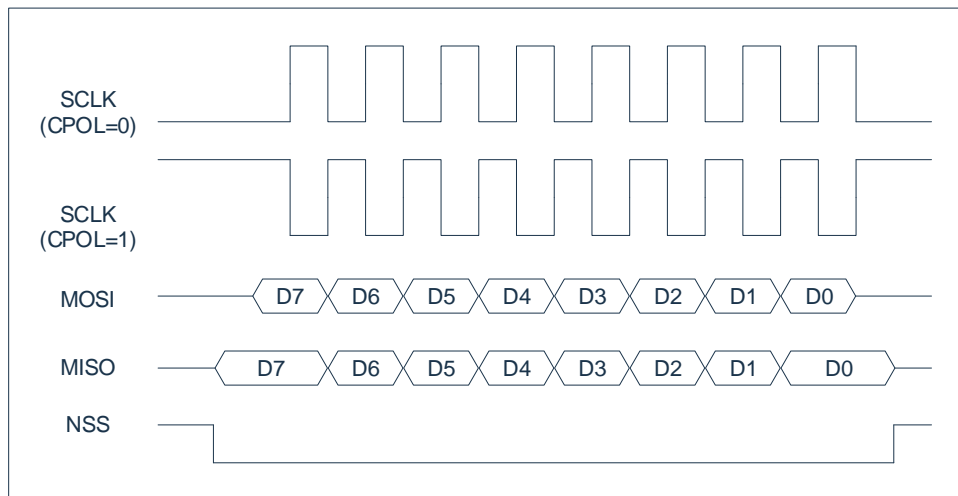 SCLK
(CPOL=0)
SCLK
(CPOL=1)
MOSI D7 D6 D5 D4 D3 D2 D1 D0
MISO D7 D6 D5 D4 D3 D2 D1 D0
NSS